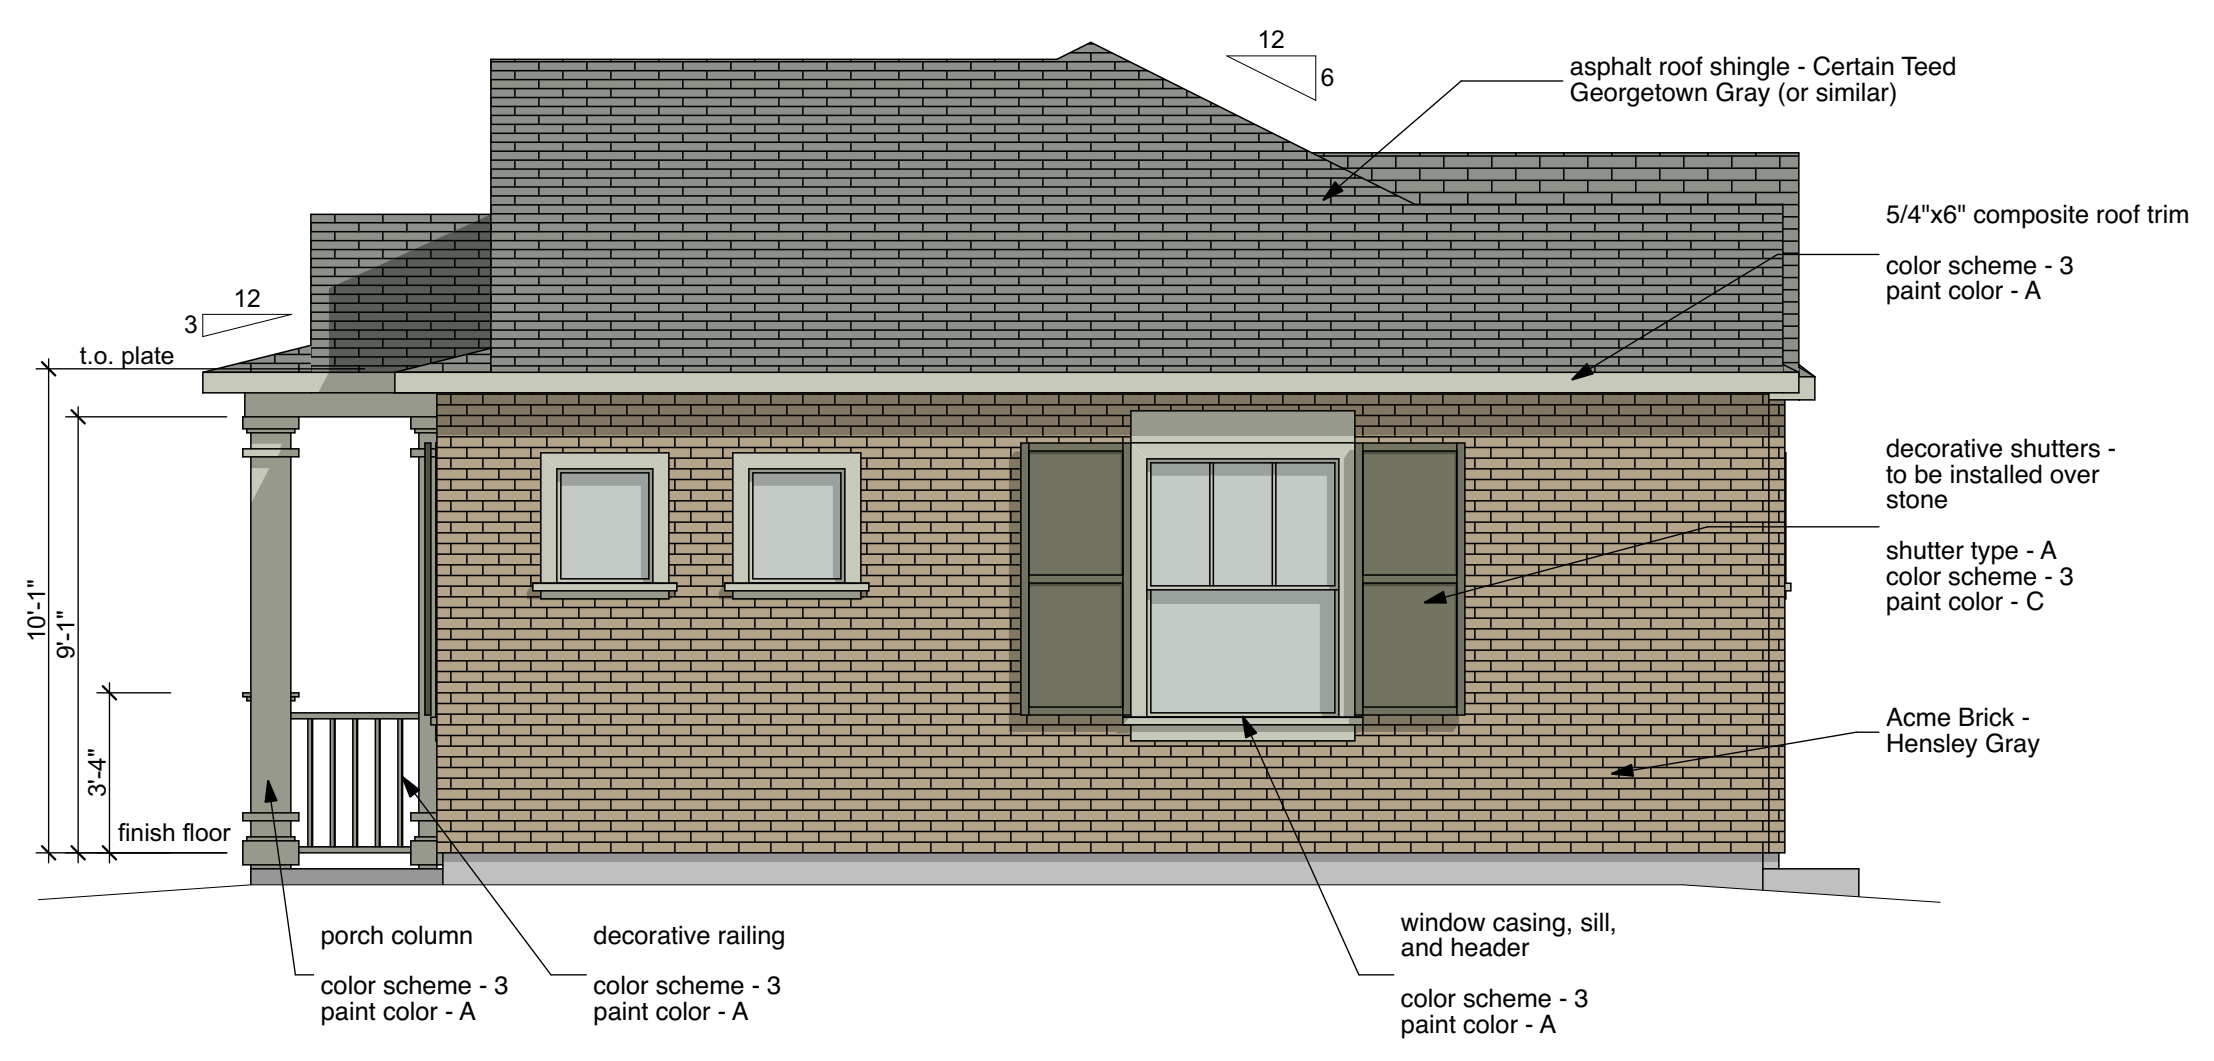 12
6
asphalt roof shingle - Certain Teed
Georgetown Gray (or similar)
5/4"x6" composite roof trim
color scheme - 3
paint color - A
12
3
t.o. plate
decorative shutters -
to be installed over
stone
shutter type - A
color scheme - 3
paint color - C
10'-1"
9'-1"
3'-4"
Acme Brick -
Hensley Gray
finish floor
porch column
color scheme - 3
paint color - A
decorative railing
color scheme - 3
paint color - A
window casing, sill,
and header
color scheme - 3
paint color - A